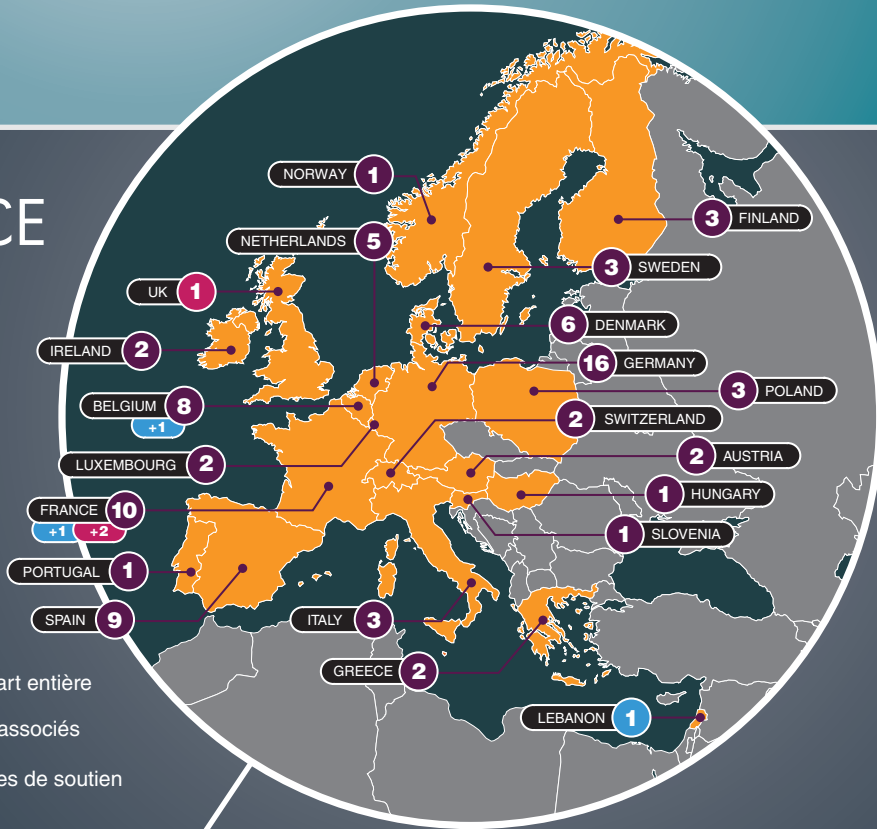 CE
NORWAY 1
NETHERLANDS 5
UK 1
IRELAND 2
BELGIUM 8
+1
LUXEMBOURG 2
FRANCE 10
+1 +2
PORTUGAL 1
SPAIN 9
ITALY 3
GREECE 2
LEBANON 1
3 FINLAND
3 SWEDEN
6 DENMARK
16 GERMANY
3 POLAND
2 SWITZERLAND
2 AUSTRIA
1 HUNGARY
1 SLOVENIA
art entière
associés
es de soutien